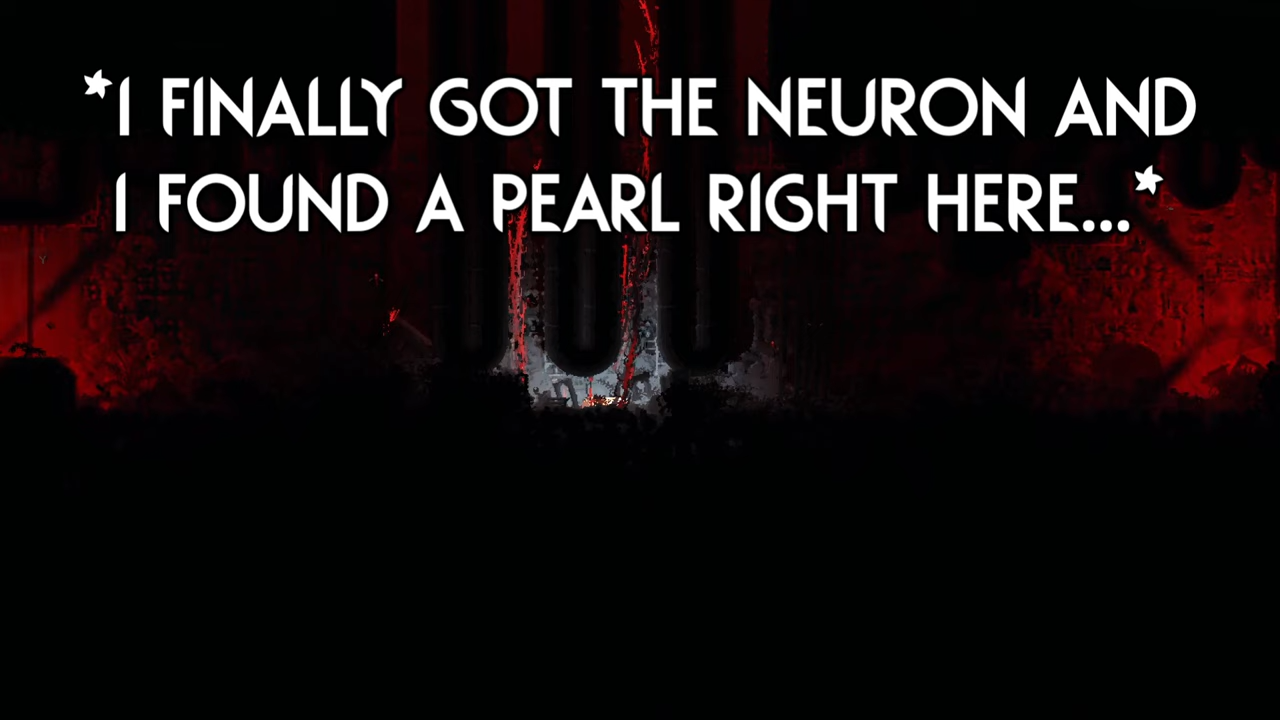 *I FINALLY GOT THE NEURON AND
I FOUND A PEARL RIGHT HERE...*